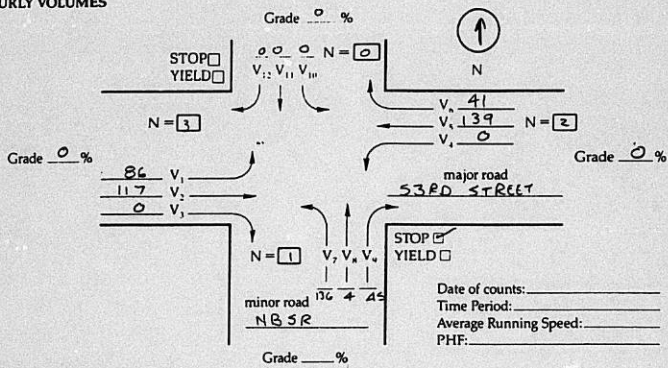 URLY VOLUMES
Grade 0 %
STOP□
YIELD□
0 0 0 N = 0
V₁₂ V₁₁ V₁₀
N
N = 3
V₆ 41
V₅ 139 N = 2
V₄ 0
Grade 0 %
Grade 0 %
86 V₁
117 V₂
0 V₃
major road
53RD STREET
STOP ☑
YIELD □
N = 1 V₇ V₈ V₉
136 4 45
minor road
NBSR
Date of counts:
Time Period:
Average Running Speed:
PHF:
Grade %